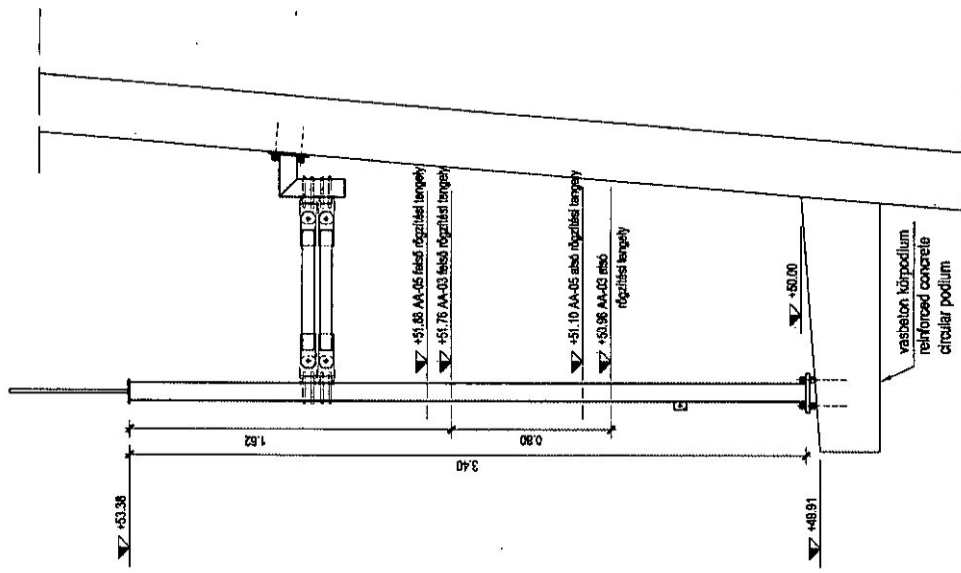 +51.88 AA-05 felső rögzítési tengely
+51.76 AA-03 felső rögzítési tengely
+51.10 AA-05 alsó rögzítési tengely
+53.96 AA-03 alsó
rögzítési tengely
+50.00
vasbeton körpodium
reinforced concrete
circular podium
1.62
0.80
3.40
+53.38
+49.91